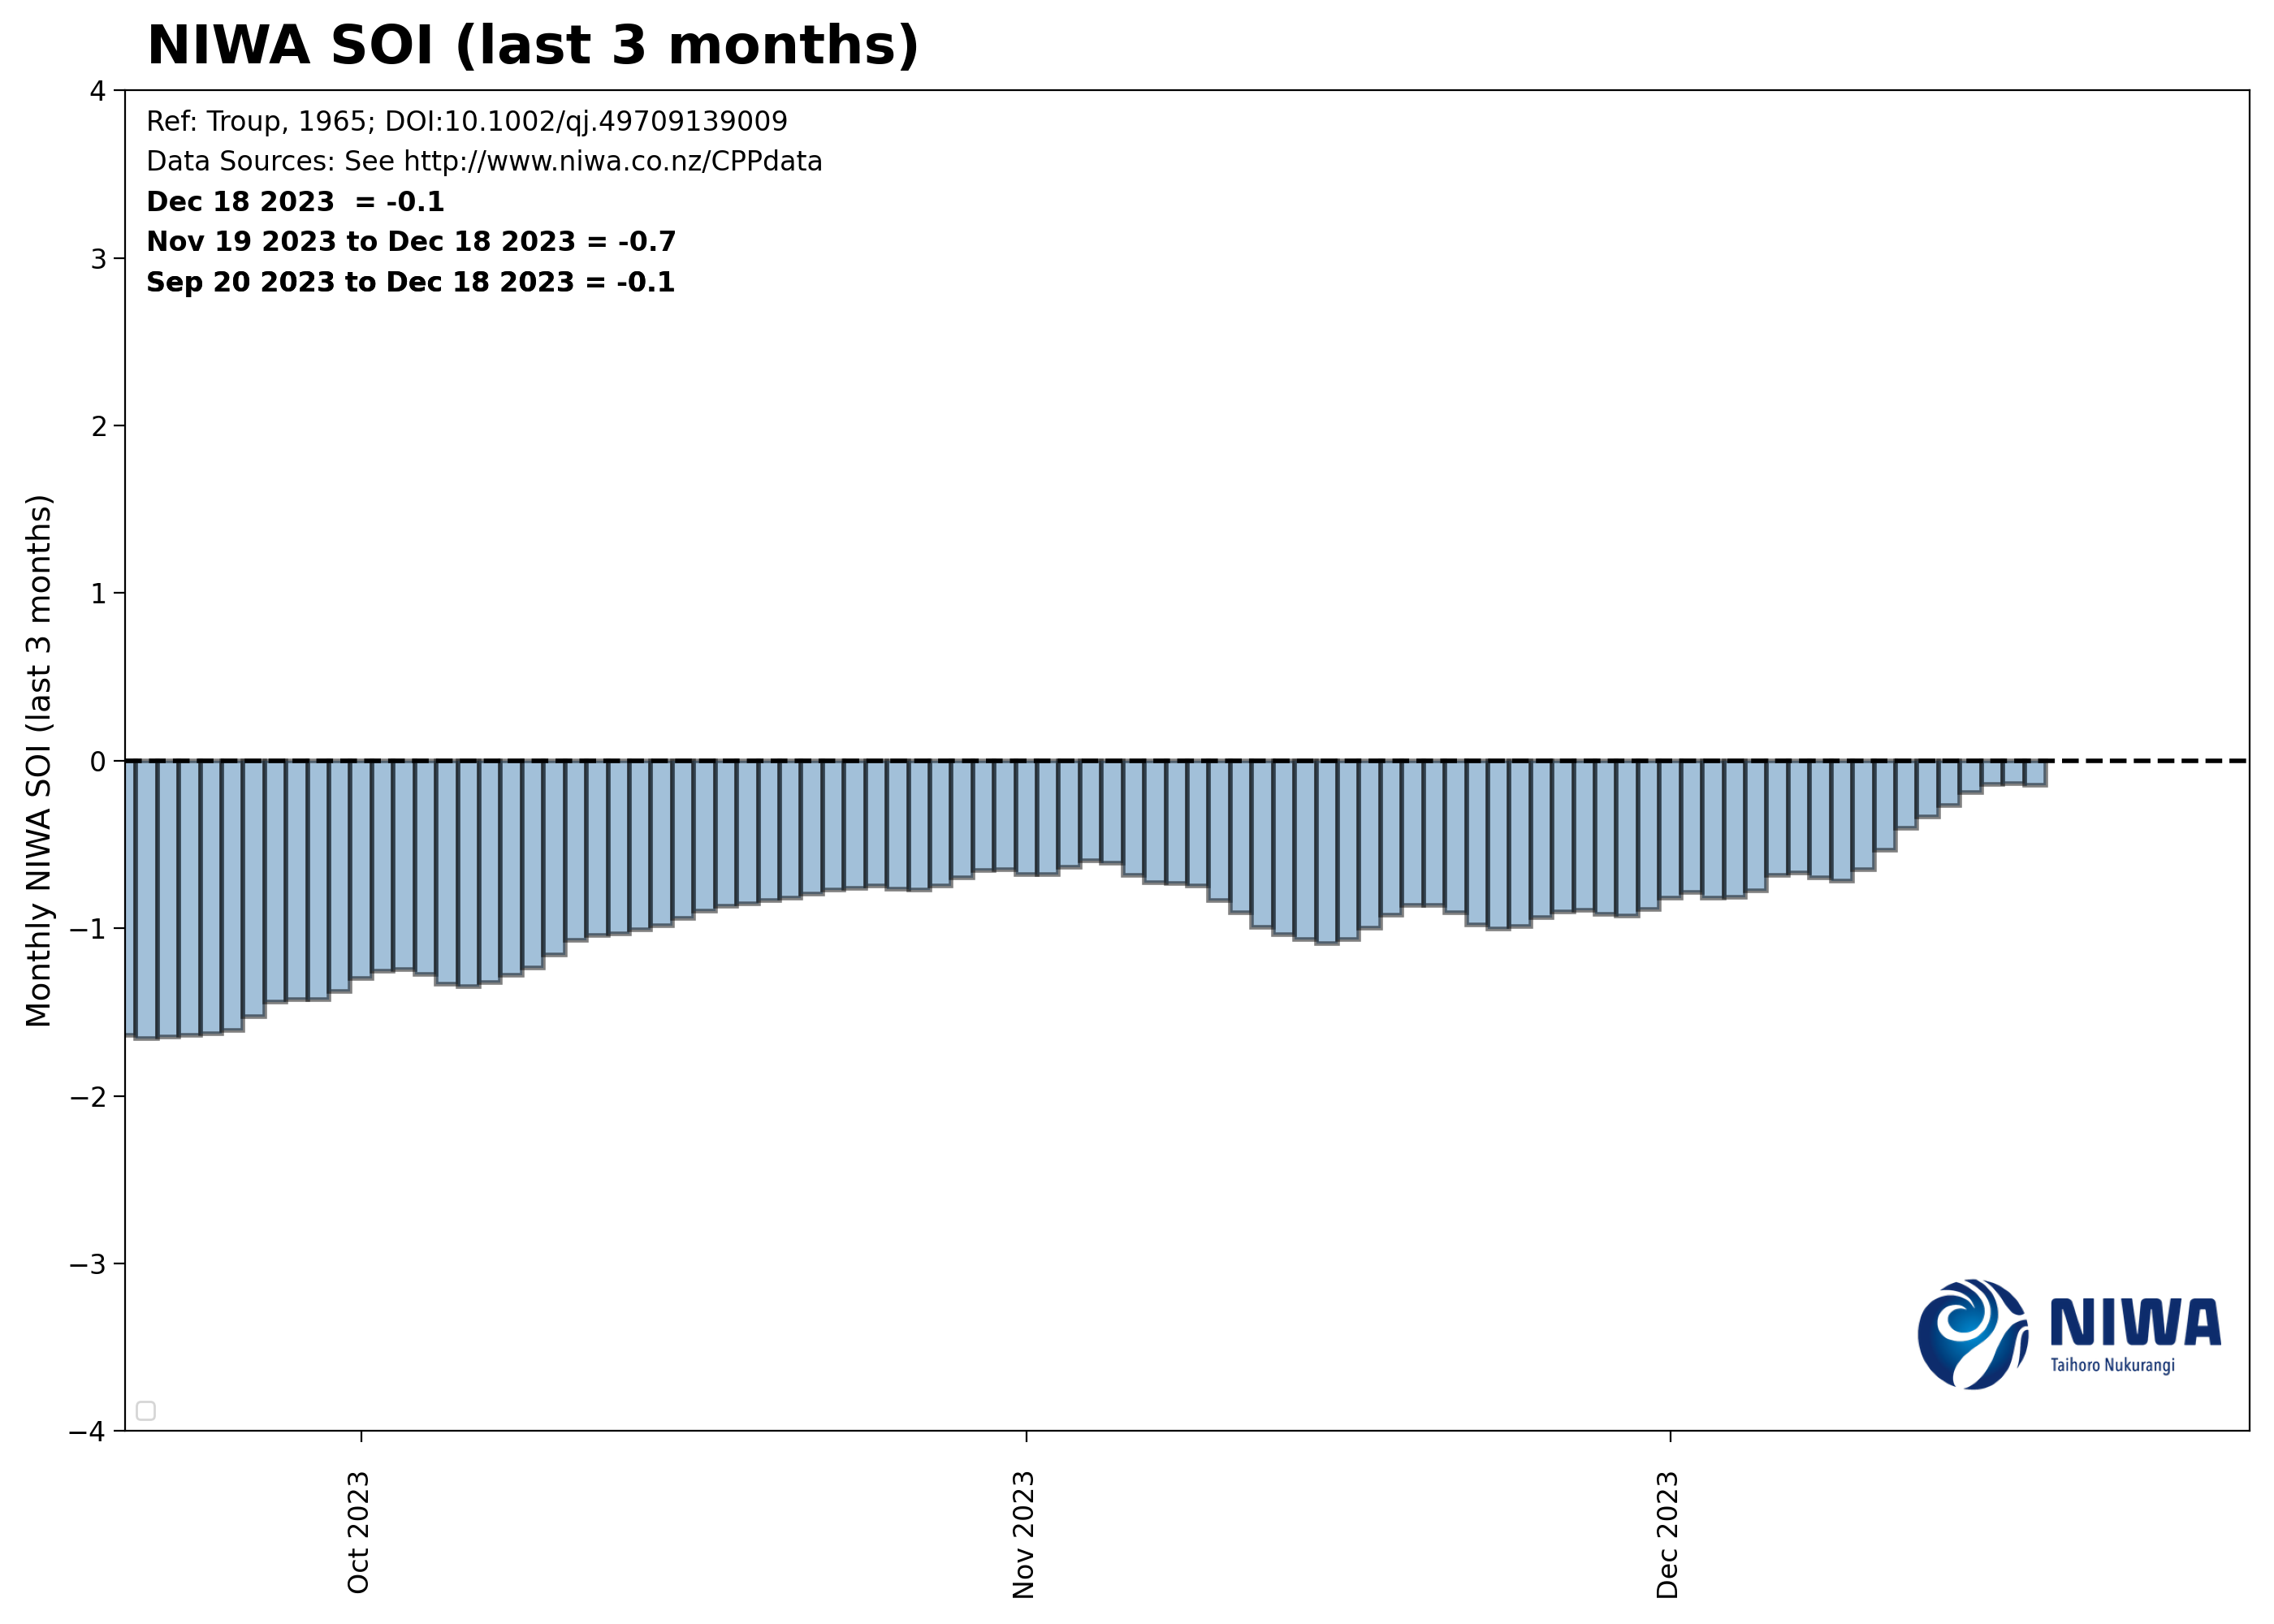 NIWA SOI (last 3 months)
Ref: Troup, 1965; DOI:10.1002/qj.49709139009
Data Sources: See http://www.niwa.co.nz/CPPdata
Dec 18 2023  = -0.1
Nov 19 2023 to Dec 18 2023 = -0.7
Sep 20 2023 to Dec 18 2023 = -0.1
Monthly NIWA SOI (last 3 months)
4
3
2
1
0
−1
−2
−3
−4
Oct 2023
Nov 2023
Dec 2023
NIWA
Taihoro Nukurangi